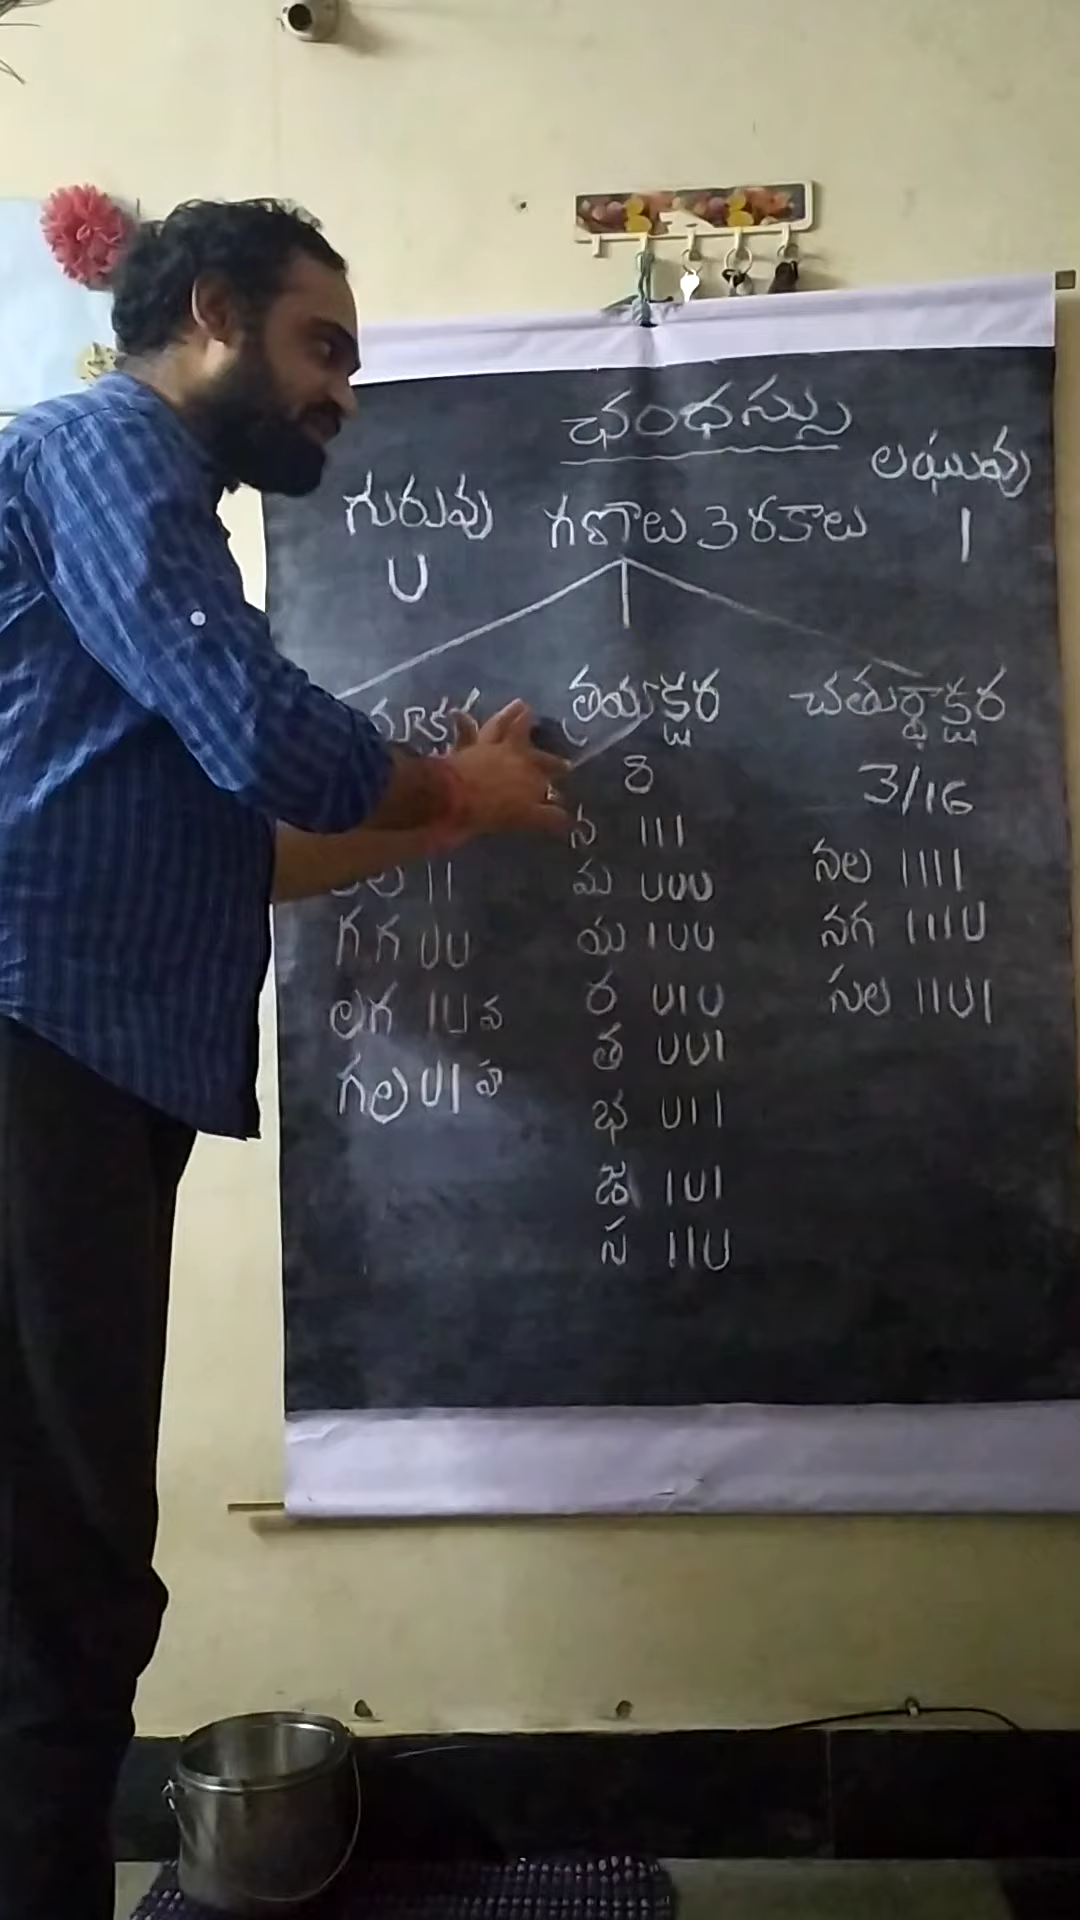 ఛంధస్సు
గురువు గణాలు 3 రకాలు లఘువు
U I
త్రయక్షర చతుర్థాక్షర
8 3/16
న III
మ UUU
య IUU
ర UIU
త UUI
భ UII
జ IUI
స IIU
లల II
గగ UU
లగ IU వ
గల UI హ
నల IIII
నగ IIIU
సల IIUI